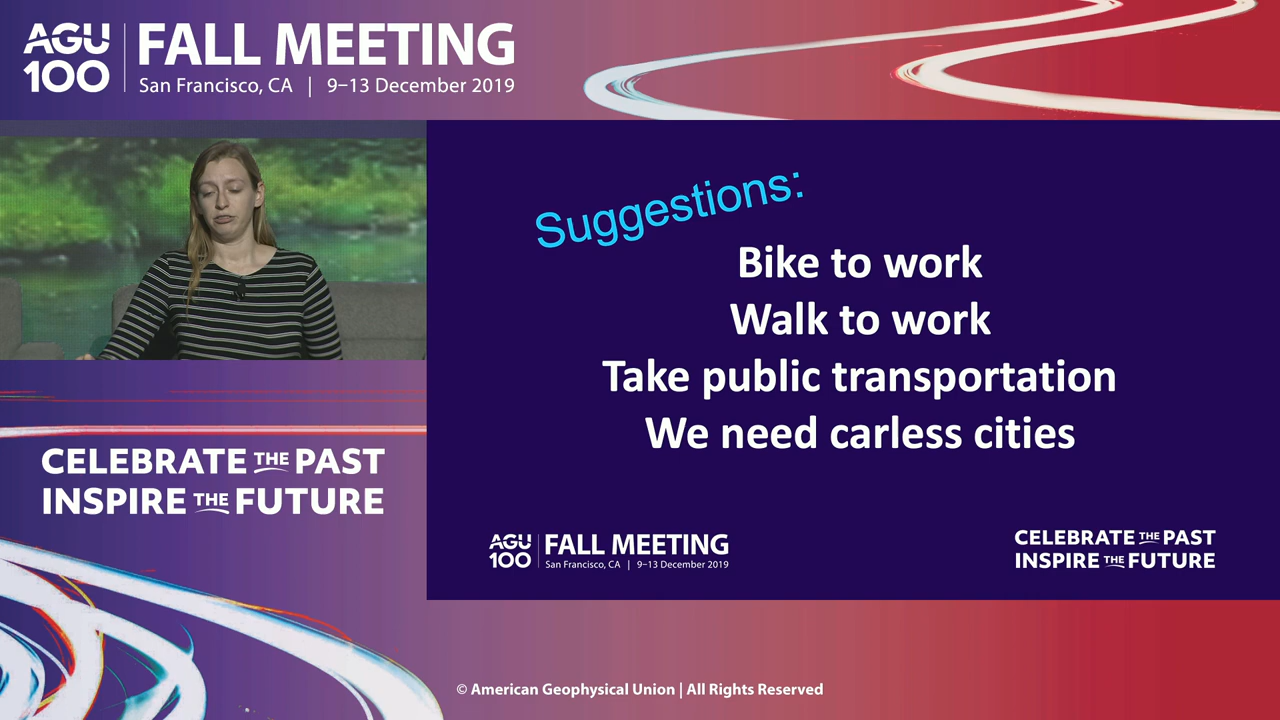 AGU
100
FALL MEETING
San Francisco, CA | 9–13 December 2019
Suggestions:
Bike to work
Walk to work
Take public transportation
We need carless cities
CELEBRATE THE PAST
INSPIRE THE FUTURE
AGU
100
FALL MEETING
San Francisco, CA | 9–13 December 2019
CELEBRATE THE PAST
INSPIRE THE FUTURE
© American Geophysical Union | All Rights Reserved